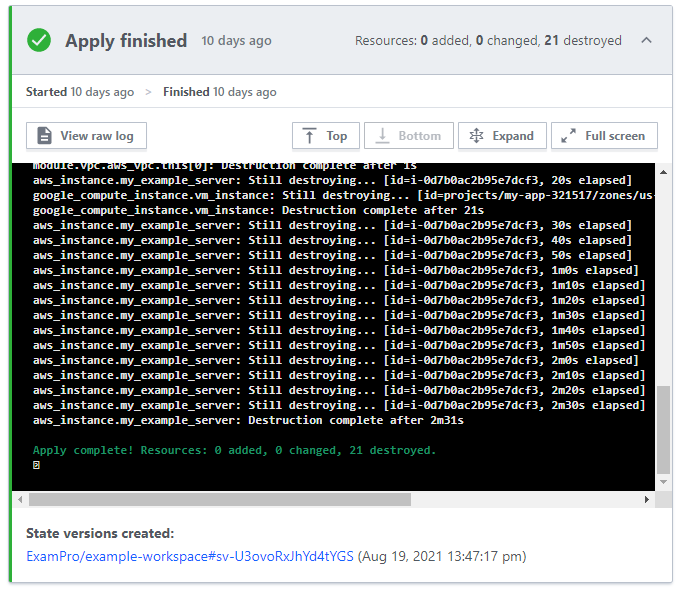 Apply finished 10 days ago Resources: 0 added, 0 changed, 21 destroyed
Started 10 days ago > Finished 10 days ago
View raw log Top Bottom Expand Full screen
module.vpc.aws_vpc.this[0]: Destruction complete after 1s
aws_instance.my_example_server: Still destroying... [id=i-0d7b0ac2b95e7dcf3, 20s elapsed]
google_compute_instance.vm_instance: Still destroying... [id=projects/my-app-321517/zones/us-
google_compute_instance.vm_instance: Destruction complete after 21s
aws_instance.my_example_server: Still destroying... [id=i-0d7b0ac2b95e7dcf3, 30s elapsed]
aws_instance.my_example_server: Still destroying... [id=i-0d7b0ac2b95e7dcf3, 40s elapsed]
aws_instance.my_example_server: Still destroying... [id=i-0d7b0ac2b95e7dcf3, 50s elapsed]
aws_instance.my_example_server: Still destroying... [id=i-0d7b0ac2b95e7dcf3, 1m0s elapsed]
aws_instance.my_example_server: Still destroying... [id=i-0d7b0ac2b95e7dcf3, 1m10s elapsed]
aws_instance.my_example_server: Still destroying... [id=i-0d7b0ac2b95e7dcf3, 1m20s elapsed]
aws_instance.my_example_server: Still destroying... [id=i-0d7b0ac2b95e7dcf3, 1m30s elapsed]
aws_instance.my_example_server: Still destroying... [id=i-0d7b0ac2b95e7dcf3, 1m40s elapsed]
aws_instance.my_example_server: Still destroying... [id=i-0d7b0ac2b95e7dcf3, 1m50s elapsed]
aws_instance.my_example_server: Still destroying... [id=i-0d7b0ac2b95e7dcf3, 2m0s elapsed]
aws_instance.my_example_server: Still destroying... [id=i-0d7b0ac2b95e7dcf3, 2m10s elapsed]
aws_instance.my_example_server: Still destroying... [id=i-0d7b0ac2b95e7dcf3, 2m20s elapsed]
aws_instance.my_example_server: Still destroying... [id=i-0d7b0ac2b95e7dcf3, 2m30s elapsed]
aws_instance.my_example_server: Destruction complete after 2m31s
Apply complete! Resources: 0 added, 0 changed, 21 destroyed.
State versions created:
ExamPro/example-workspace#sv-U3ovoRxJhYd4tYGS (Aug 19, 2021 13:47:17 pm)